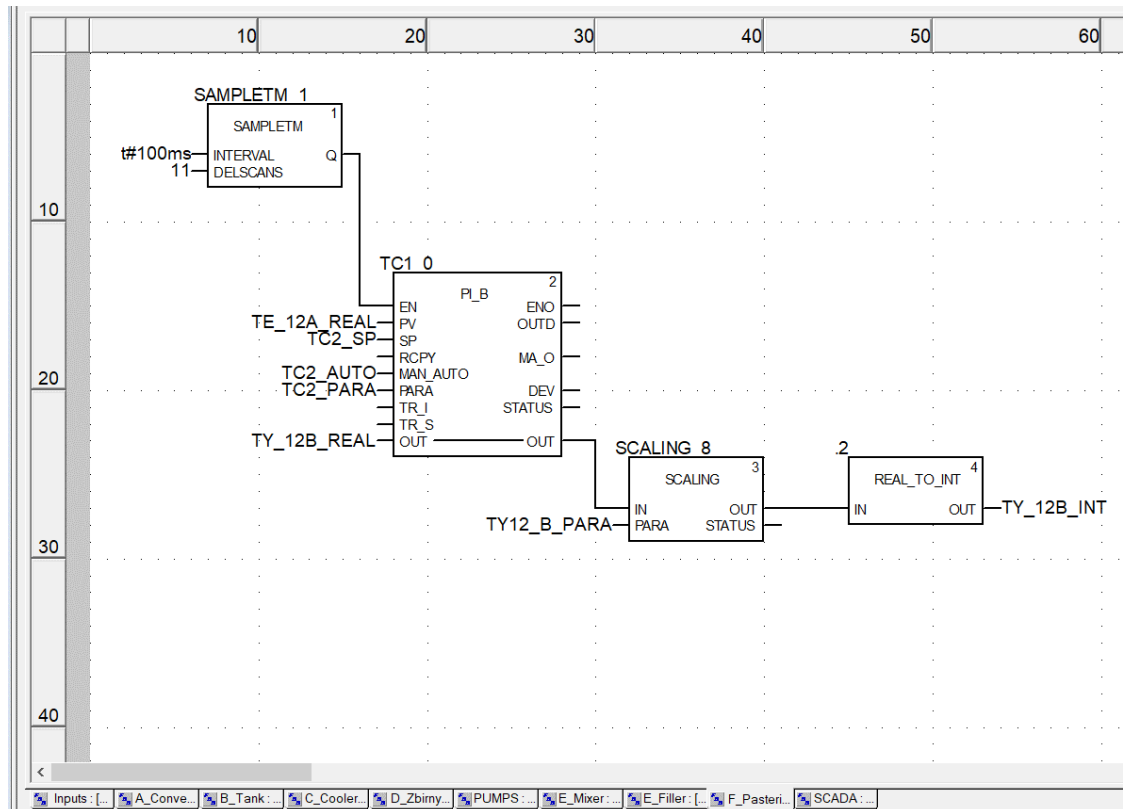 10 20 30 40 50 60
SAMPLETM_1
1
SAMPLETM
t#100ms INTERVAL Q
11 DELSCANS
10
TC1_0
2
PI_B
EN ENO
TE_12A_REAL PV OUTD
TC2_SP SP
RCPY MA_O
TC2_AUTO MAN_AUTO
20
TC2_PARA PARA DEV
TR_I STATUS
TR_S
TY_12B_REAL OUT OUT
SCALING_8 .2
3 4
SCALING REAL_TO_INT
IN OUT IN OUT TY_12B_INT
TY12_B_PARA PARA STATUS
30
40
Inputs : [... A_Conve... B_Tank : ... C_Cooler... D_Zbirny... PUMPS : ... E_Mixer : ... E_Filler : [... F_Pasteri... SCADA : ...